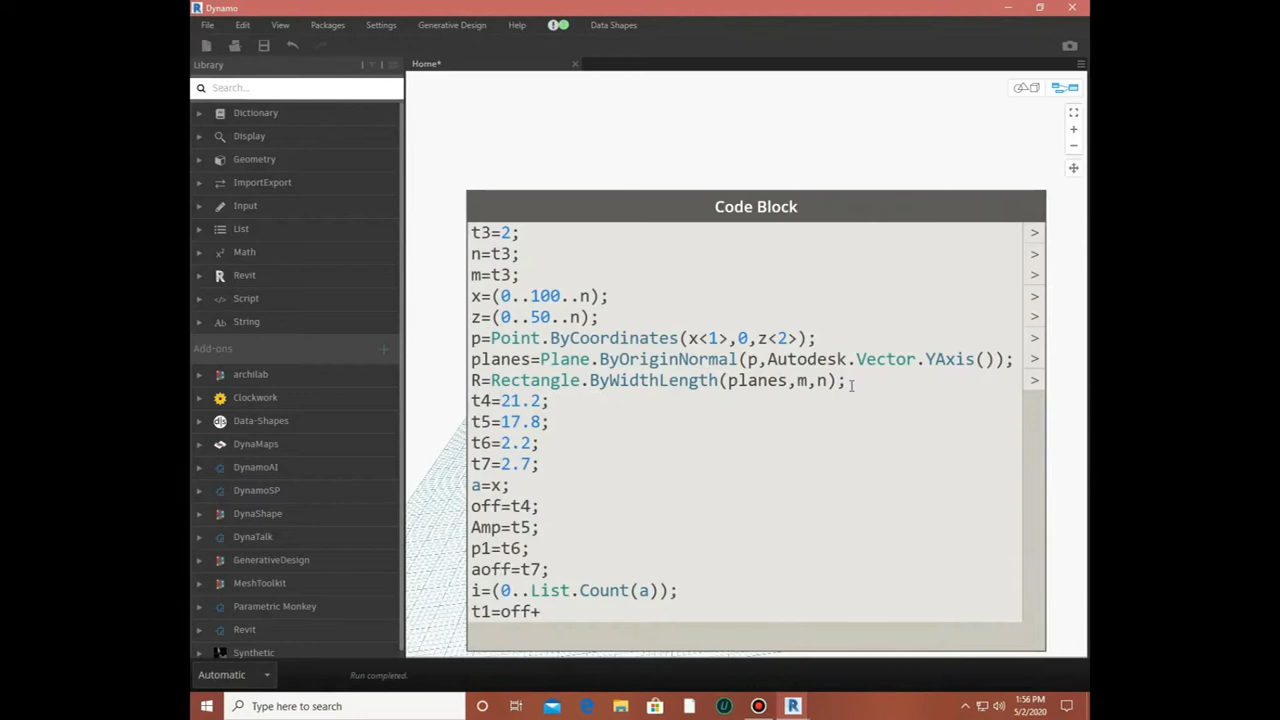 Dynamo
File Edit View Packages Settings Generative Design Help Data Shapes
Library
Home*
Search...
Dictionary
Display
Geometry
ImportExport
Input
List
Math
Revit
Script
String
Add-ons
archilab
Clockwork
Data-Shapes
DynaMaps
DynamoAI
DynamoSP
DynaShape
DynaTalk
GenerativeDesign
MeshToolkit
Parametric Monkey
Revit
Synthetic
Code Block
t3=2;
n=t3;
m=t3;
x=(0..100..n);
z=(0..50..n);
p=Point.ByCoordinates(x<1>,0,z<2>);
planes=Plane.ByOriginNormal(p,Autodesk.Vector.YAxis());
R=Rectangle.ByWidthLength(planes,m,n);
t4=21.2;
t5=17.8;
t6=2.2;
t7=2.7;
a=x;
off=t4;
Amp=t5;
p1=t6;
aoff=t7;
i=(0..List.Count(a));
t1=off+
Automatic
Run completed.
Type here to search
1:56 PM
5/2/2020